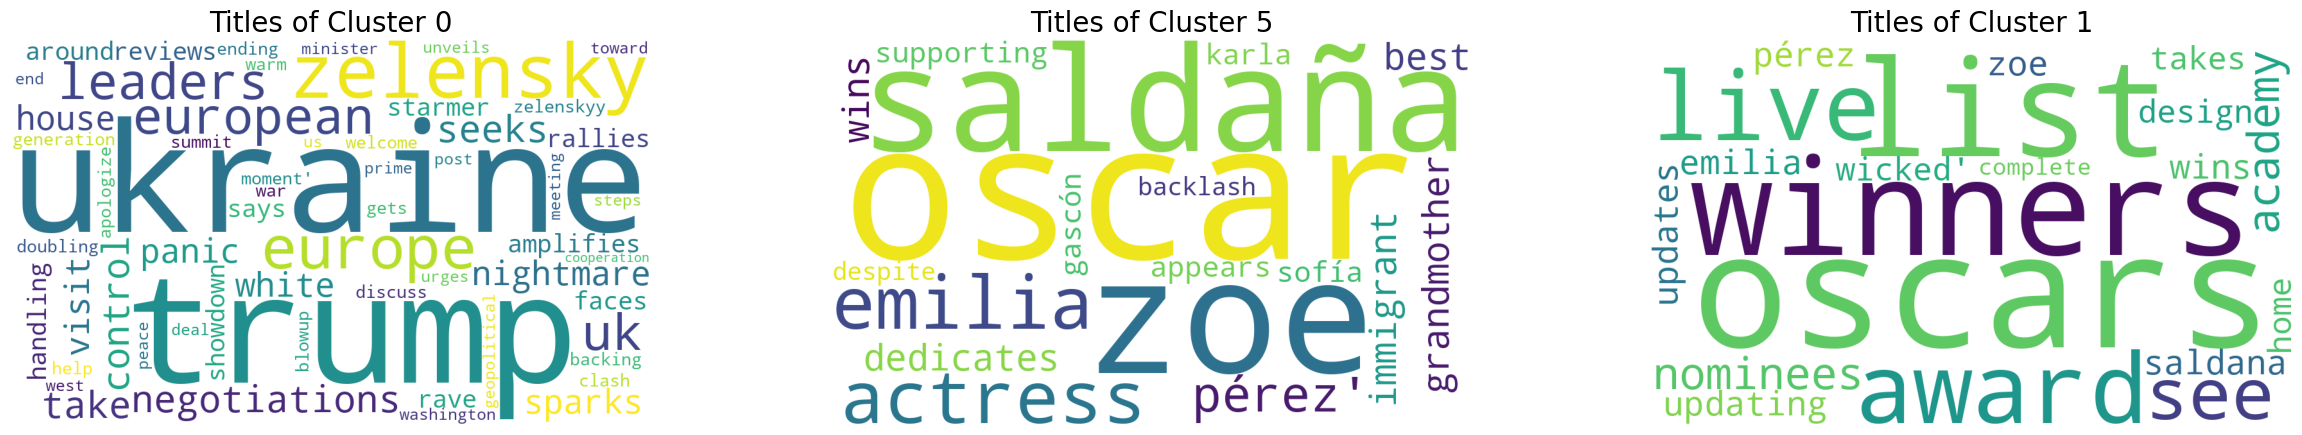 Titles of Cluster 0
around reviews ending minister unveils toward
end leaders warm zelensky
house european starmer zelenskyy
generation summit us welcome seeks rallies
ukraine
apologize moment' prime post meeting
war says gets steps
doubling panic europe amplifies cooperation
handling visit control white urges nightmare
discuss faces
peace deal showdown blowup trump geopolitical uk
help backing
west clash
take negotiations rave sparks
washington
Titles of Cluster 5
supporting karla best
wins saldaña
oscar
backlash gascón grandmother
despite appears sofía
emilia zoe immigrant
dedicates
actress pérez'
Titles of Cluster 1
pérez zoe takes
live list design academy
updates emilia wicked' complete wins
winners
oscars home
nominees award saldana
updating see